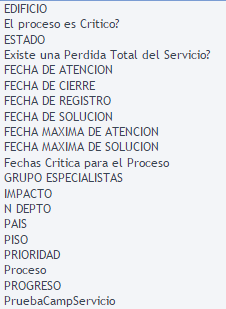 EDIFICIO
El proceso es Critico?
ESTADO
Existe una Perdida Total del Servicio?
FECHA DE ATENCION
FECHA DE CIERRE
FECHA DE REGISTRO
FECHA DE SOLUCION
FECHA MAXIMA DE ATENCION
FECHA MAXIMA DE SOLUCION
Fechas Critica para el Proceso
GRUPO ESPECIALISTAS
IMPACTO
N DEPTO
PAIS
PISO
PRIORIDAD
Proceso
PROGRESO
PruebaCampServicio